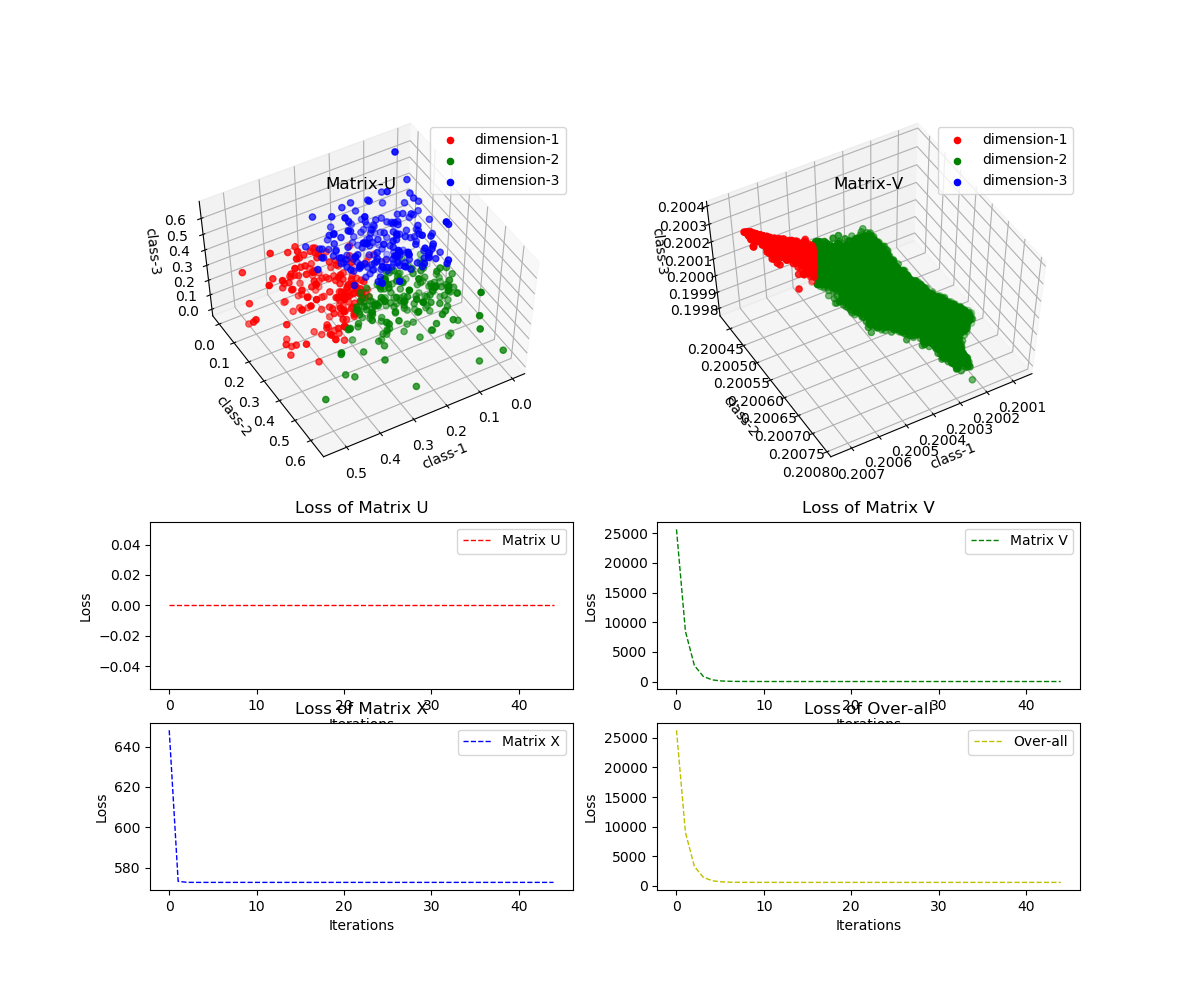 Matrix-U
dimension-1
dimension-2
dimension-3
0.6
0.5
0.4
0.3
0.2
0.1
0.0
class-3
0.0
0.1
0.2
0.3
0.4
0.5
0.6
class-2
0.5
0.4
0.3
0.2
0.1
0.0
class-1
Matrix-V
dimension-1
dimension-2
dimension-3
0.2004
0.2003
0.2002
0.2001
0.2000
0.1999
0.1998
class-3
0.20045
0.20050
0.20055
0.20060
0.20065
0.20070
0.20075
0.20080
class-2
0.2007
0.2006
0.2005
0.2004
0.2003
0.2002
0.2001
class-1
Loss of Matrix U
Matrix U
0.04
0.02
0.00
−0.02
−0.04
Loss
0 10 20 30 40
Iterations
Loss of Matrix V
Matrix V
25000
20000
15000
10000
5000
0
Loss
0 10 20 30 40
Iterations
Loss of Matrix X
Matrix X
640
620
600
580
Loss
0 10 20 30 40
Iterations
Loss of Over-all
Over-all
25000
20000
15000
10000
5000
0
Loss
0 10 20 30 40
Iterations